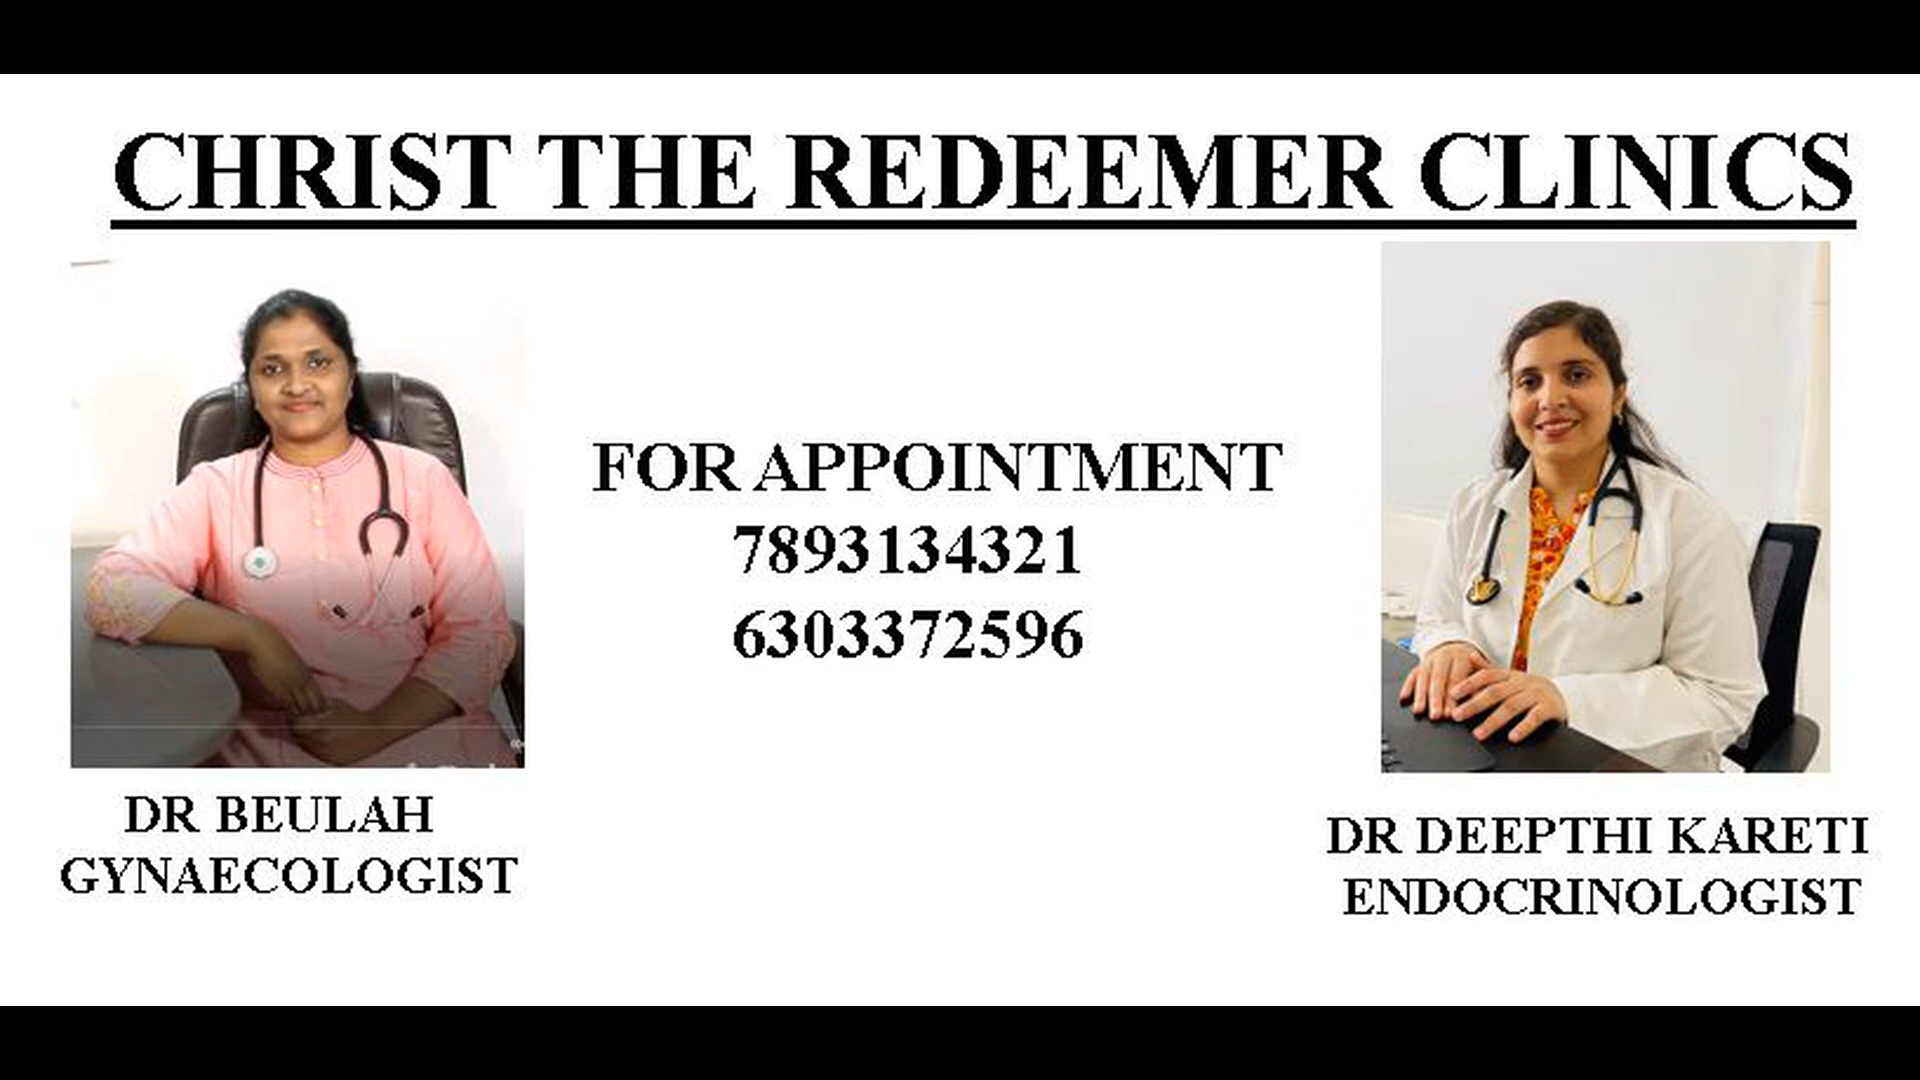 CHRIST THE REDEEMER CLINICS
FOR APPOINTMENT
7893134321
6303372596
DR BEULAH
GYNAECOLOGIST
DR DEEPTHI KARETI
ENDOCRINOLOGIST